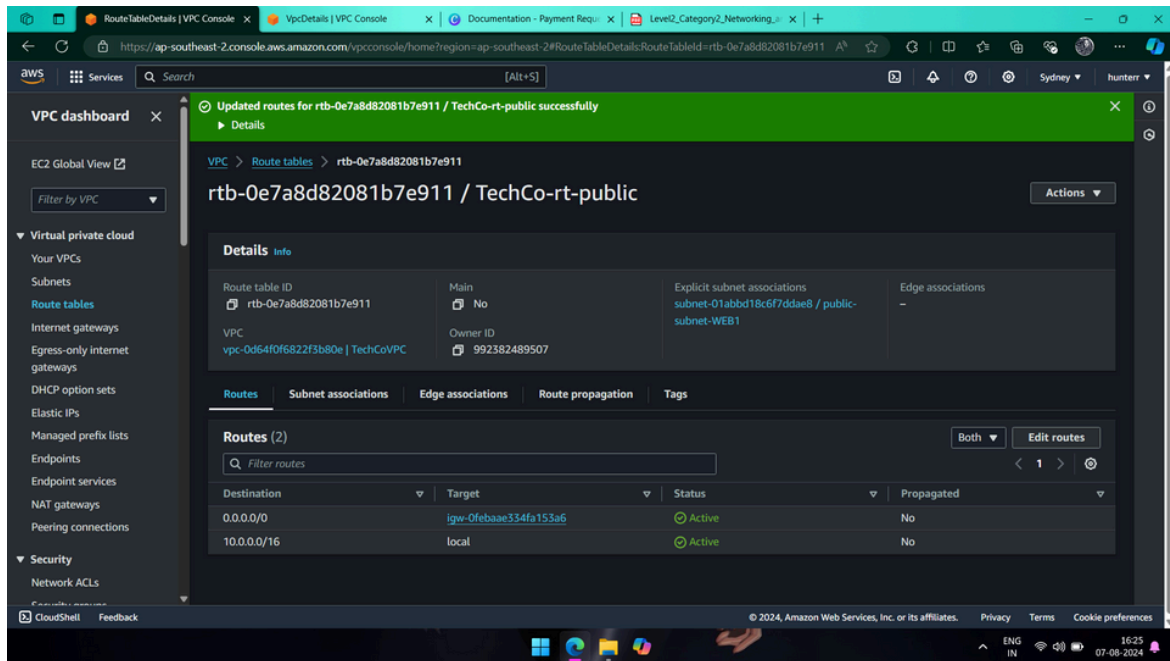 RouteTableDetails | VPC Console
VpcDetails | VPC Console
Documentation - Payment Reque
Level2_Category2_Networking_a
https://ap-southeast-2.console.aws.amazon.com/vpcconsole/home?region=ap-southeast-2#RouteTableDetails:RouteTableId=rtb-0e7a8d82081b7e911
aws
Services
Search
[Alt+S]
Sydney
hunterr
VPC dashboard
EC2 Global View
Filter by VPC
Virtual private cloud
Your VPCs
Subnets
Route tables
Internet gateways
Egress-only internet
gateways
DHCP option sets
Elastic IPs
Managed prefix lists
Endpoints
Endpoint services
NAT gateways
Peering connections
Security
Network ACLs
Security groups
Updated routes for rtb-0e7a8d82081b7e911 / TechCo-rt-public successfully
Details
VPC > Route tables > rtb-0e7a8d82081b7e911
rtb-0e7a8d82081b7e911 / TechCo-rt-public
Actions
Details Info
Route table ID
rtb-0e7a8d82081b7e911
Main
No
Explicit subnet associations
subnet-01abbd18c6f7ddae8 / public-
subnet-WEB1
Edge associations
–
VPC
vpc-0d64f0f6822f3b80e | TechCoVPC
Owner ID
992382489507
Routes Subnet associations Edge associations Route propagation Tags
Routes (2)
Both
Edit routes
Filter routes
1
Destination Target Status Propagated
0.0.0.0/0 igw-0febaae334fa153a6 Active No
10.0.0.0/16 local Active No
CloudShell Feedback
© 2024, Amazon Web Services, Inc. or its affiliates. Privacy Terms Cookie preferences
ENG
IN
16:25
07-08-2024